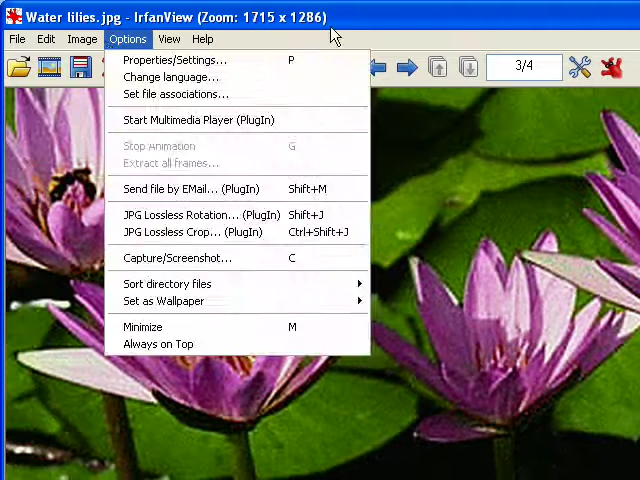 Water lilies.jpg - IrfanView (Zoom: 1715 x 1286)
File Edit Image Options View Help
3/4
Properties/Settings... P
Change language...
Set file associations...
Start Multimedia Player (PlugIn)
Stop Animation G
Extract all frames...
Send file by EMail... (PlugIn) Shift+M
JPG Lossless Rotation... (PlugIn) Shift+J
JPG Lossless Crop... (PlugIn) Ctrl+Shift+J
Capture/Screenshot... C
Sort directory files
Set as Wallpaper
Minimize M
Always on Top